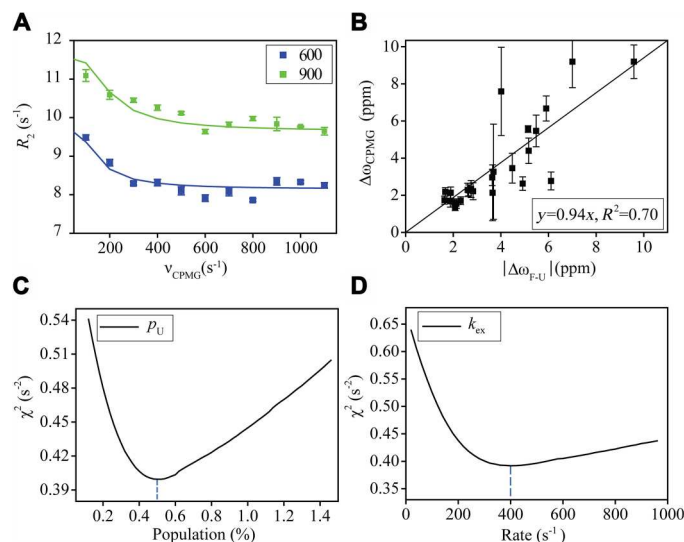 A
600
900
R2 (s-1)
12
11
10
9
8
7
200 400 600 800 1000
νCPMG(s-1)
B
ΔωCPMG (ppm)
10
8
6
4
2
0
0 2 4 6 8 10
y=0.94x, R2=0.70
|ΔωF-U|(ppm)
C
pU
χ2 (s-2)
0.54
0.51
0.48
0.45
0.42
0.39
0.2 0.4 0.6 0.8 1.0 1.2 1.4
Population (%)
D
kex
χ2 (s-2)
0.65
0.60
0.55
0.50
0.45
0.40
0.35
0 200 400 600 800 1000
Rate (s-1)